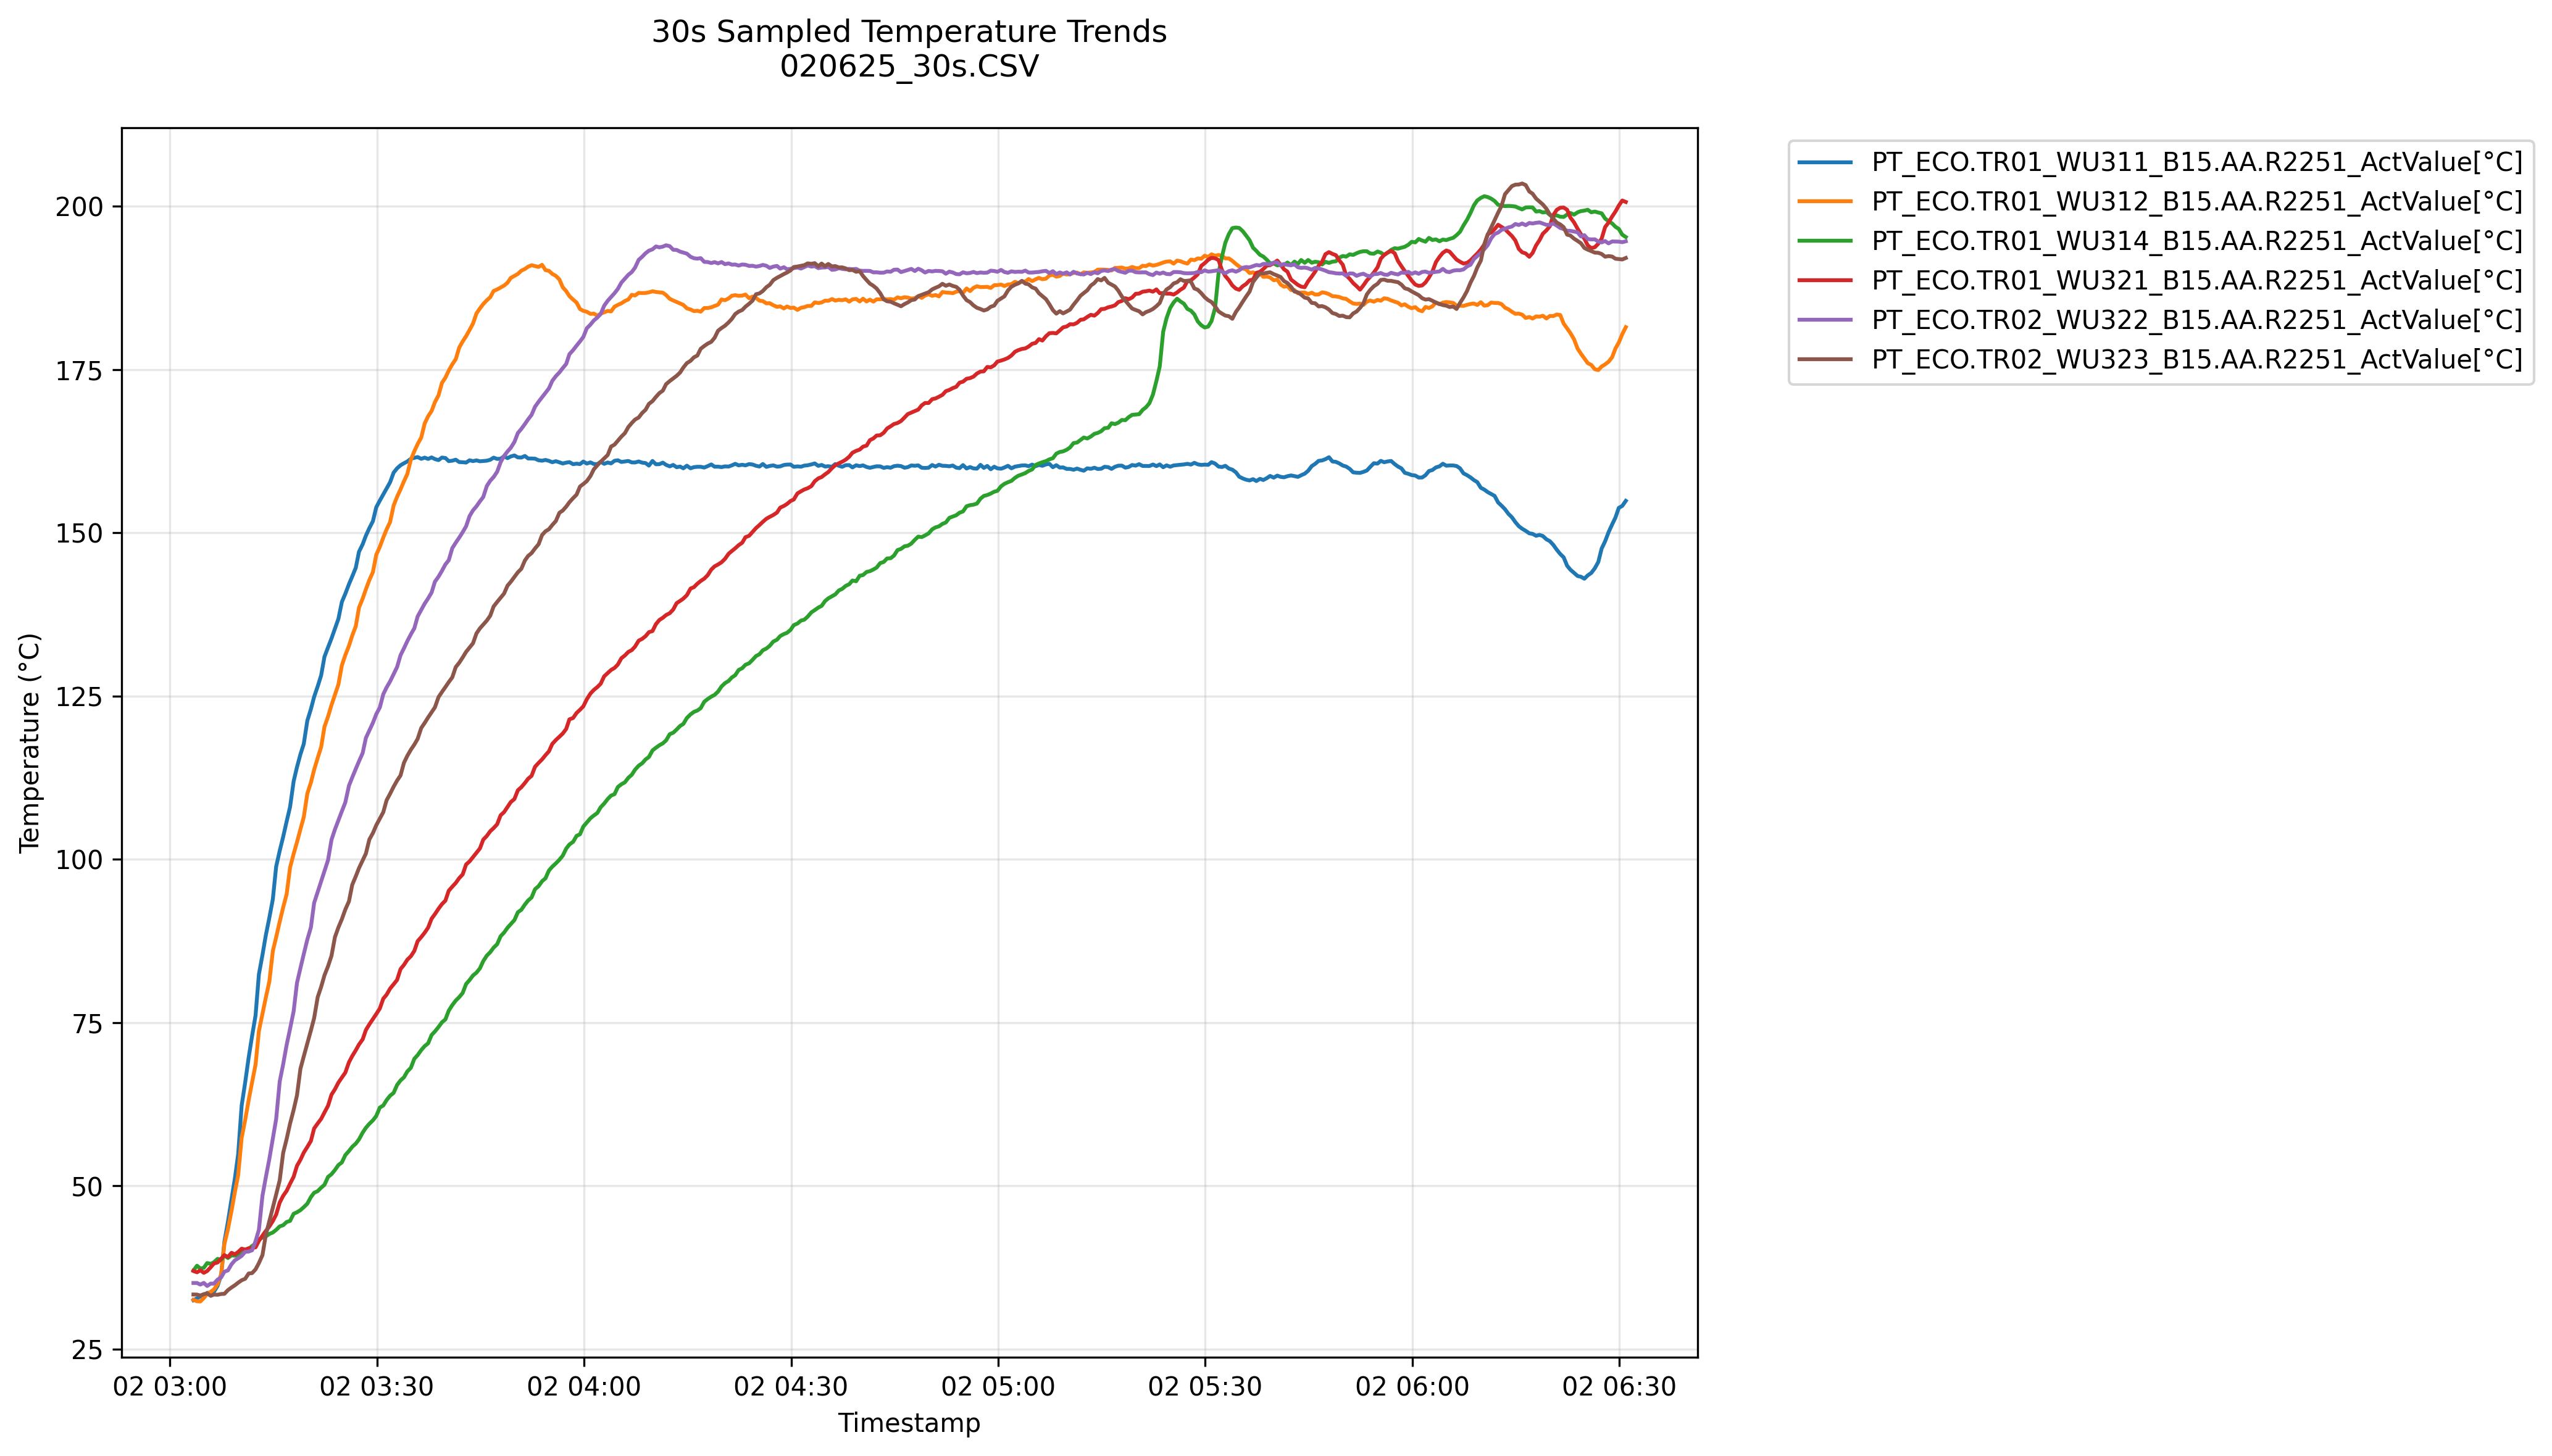 30s Sampled Temperature Trends
020625_30s.CSV
PT_ECO.TR01_WU311_B15.AA.R2251_ActValue[°C]
PT_ECO.TR01_WU312_B15.AA.R2251_ActValue[°C]
PT_ECO.TR01_WU314_B15.AA.R2251_ActValue[°C]
PT_ECO.TR01_WU321_B15.AA.R2251_ActValue[°C]
PT_ECO.TR02_WU322_B15.AA.R2251_ActValue[°C]
PT_ECO.TR02_WU323_B15.AA.R2251_ActValue[°C]
Temperature (°C)
200
175
150
125
100
75
50
25
02 03:00 02 03:30 02 04:00 02 04:30 02 05:00 02 05:30 02 06:00 02 06:30
Timestamp